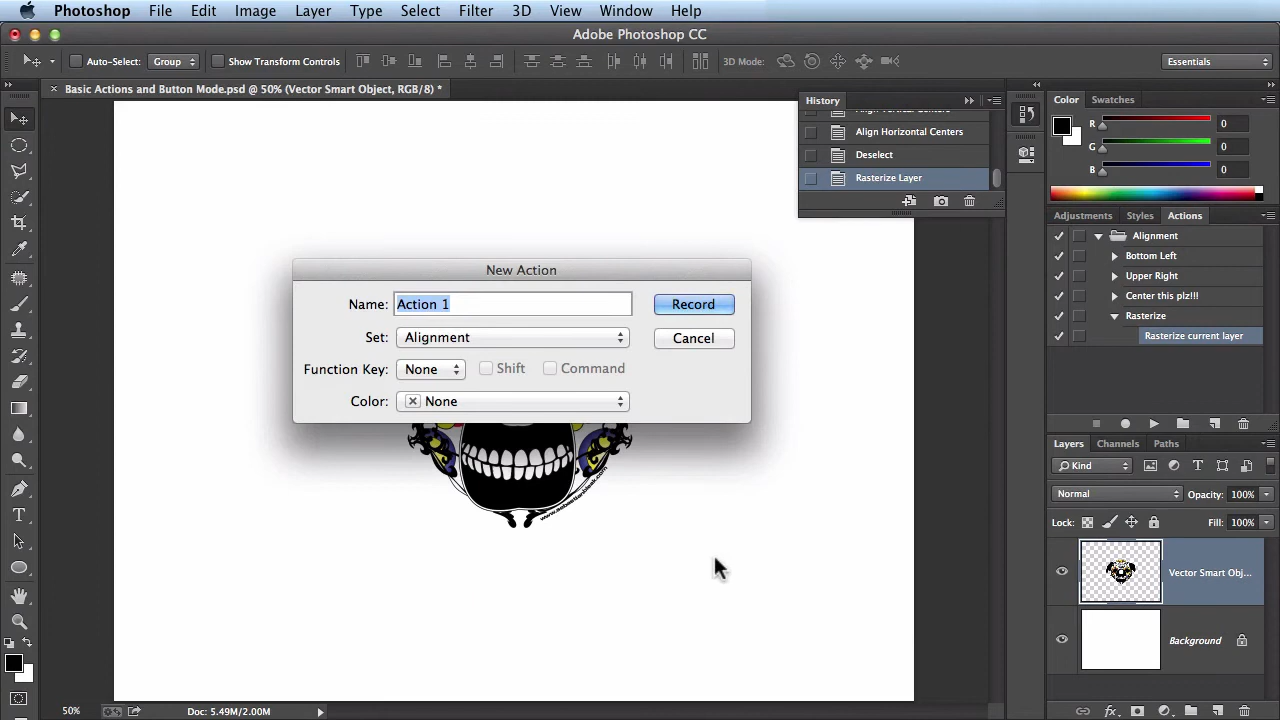 Photoshop File Edit Image Layer Type Select Filter 3D View Window Help
Adobe Photoshop CC
Auto-Select: Group Show Transform Controls 3D Mode: Essentials
× Basic Actions and Button Mode.psd @ 50% (Vector Smart Object, RGB/8) *
History
Align Horizontal Centers
Deselect
Rasterize Layer
Color Swatches
R 0
G 0
B 0
Adjustments Styles Actions
Alignment
Bottom Left
Upper Right
Center this plz!!!
Rasterize
Rasterize current layer
New Action
Name: Action 1 Record
Set: Alignment Cancel
Function Key: None Shift Command
Color: None
Layers Channels Paths
Kind
Normal Opacity: 100%
Lock: Fill: 100%
Vector Smart Obj...
Background
50% Doc: 5.49M/2.00M